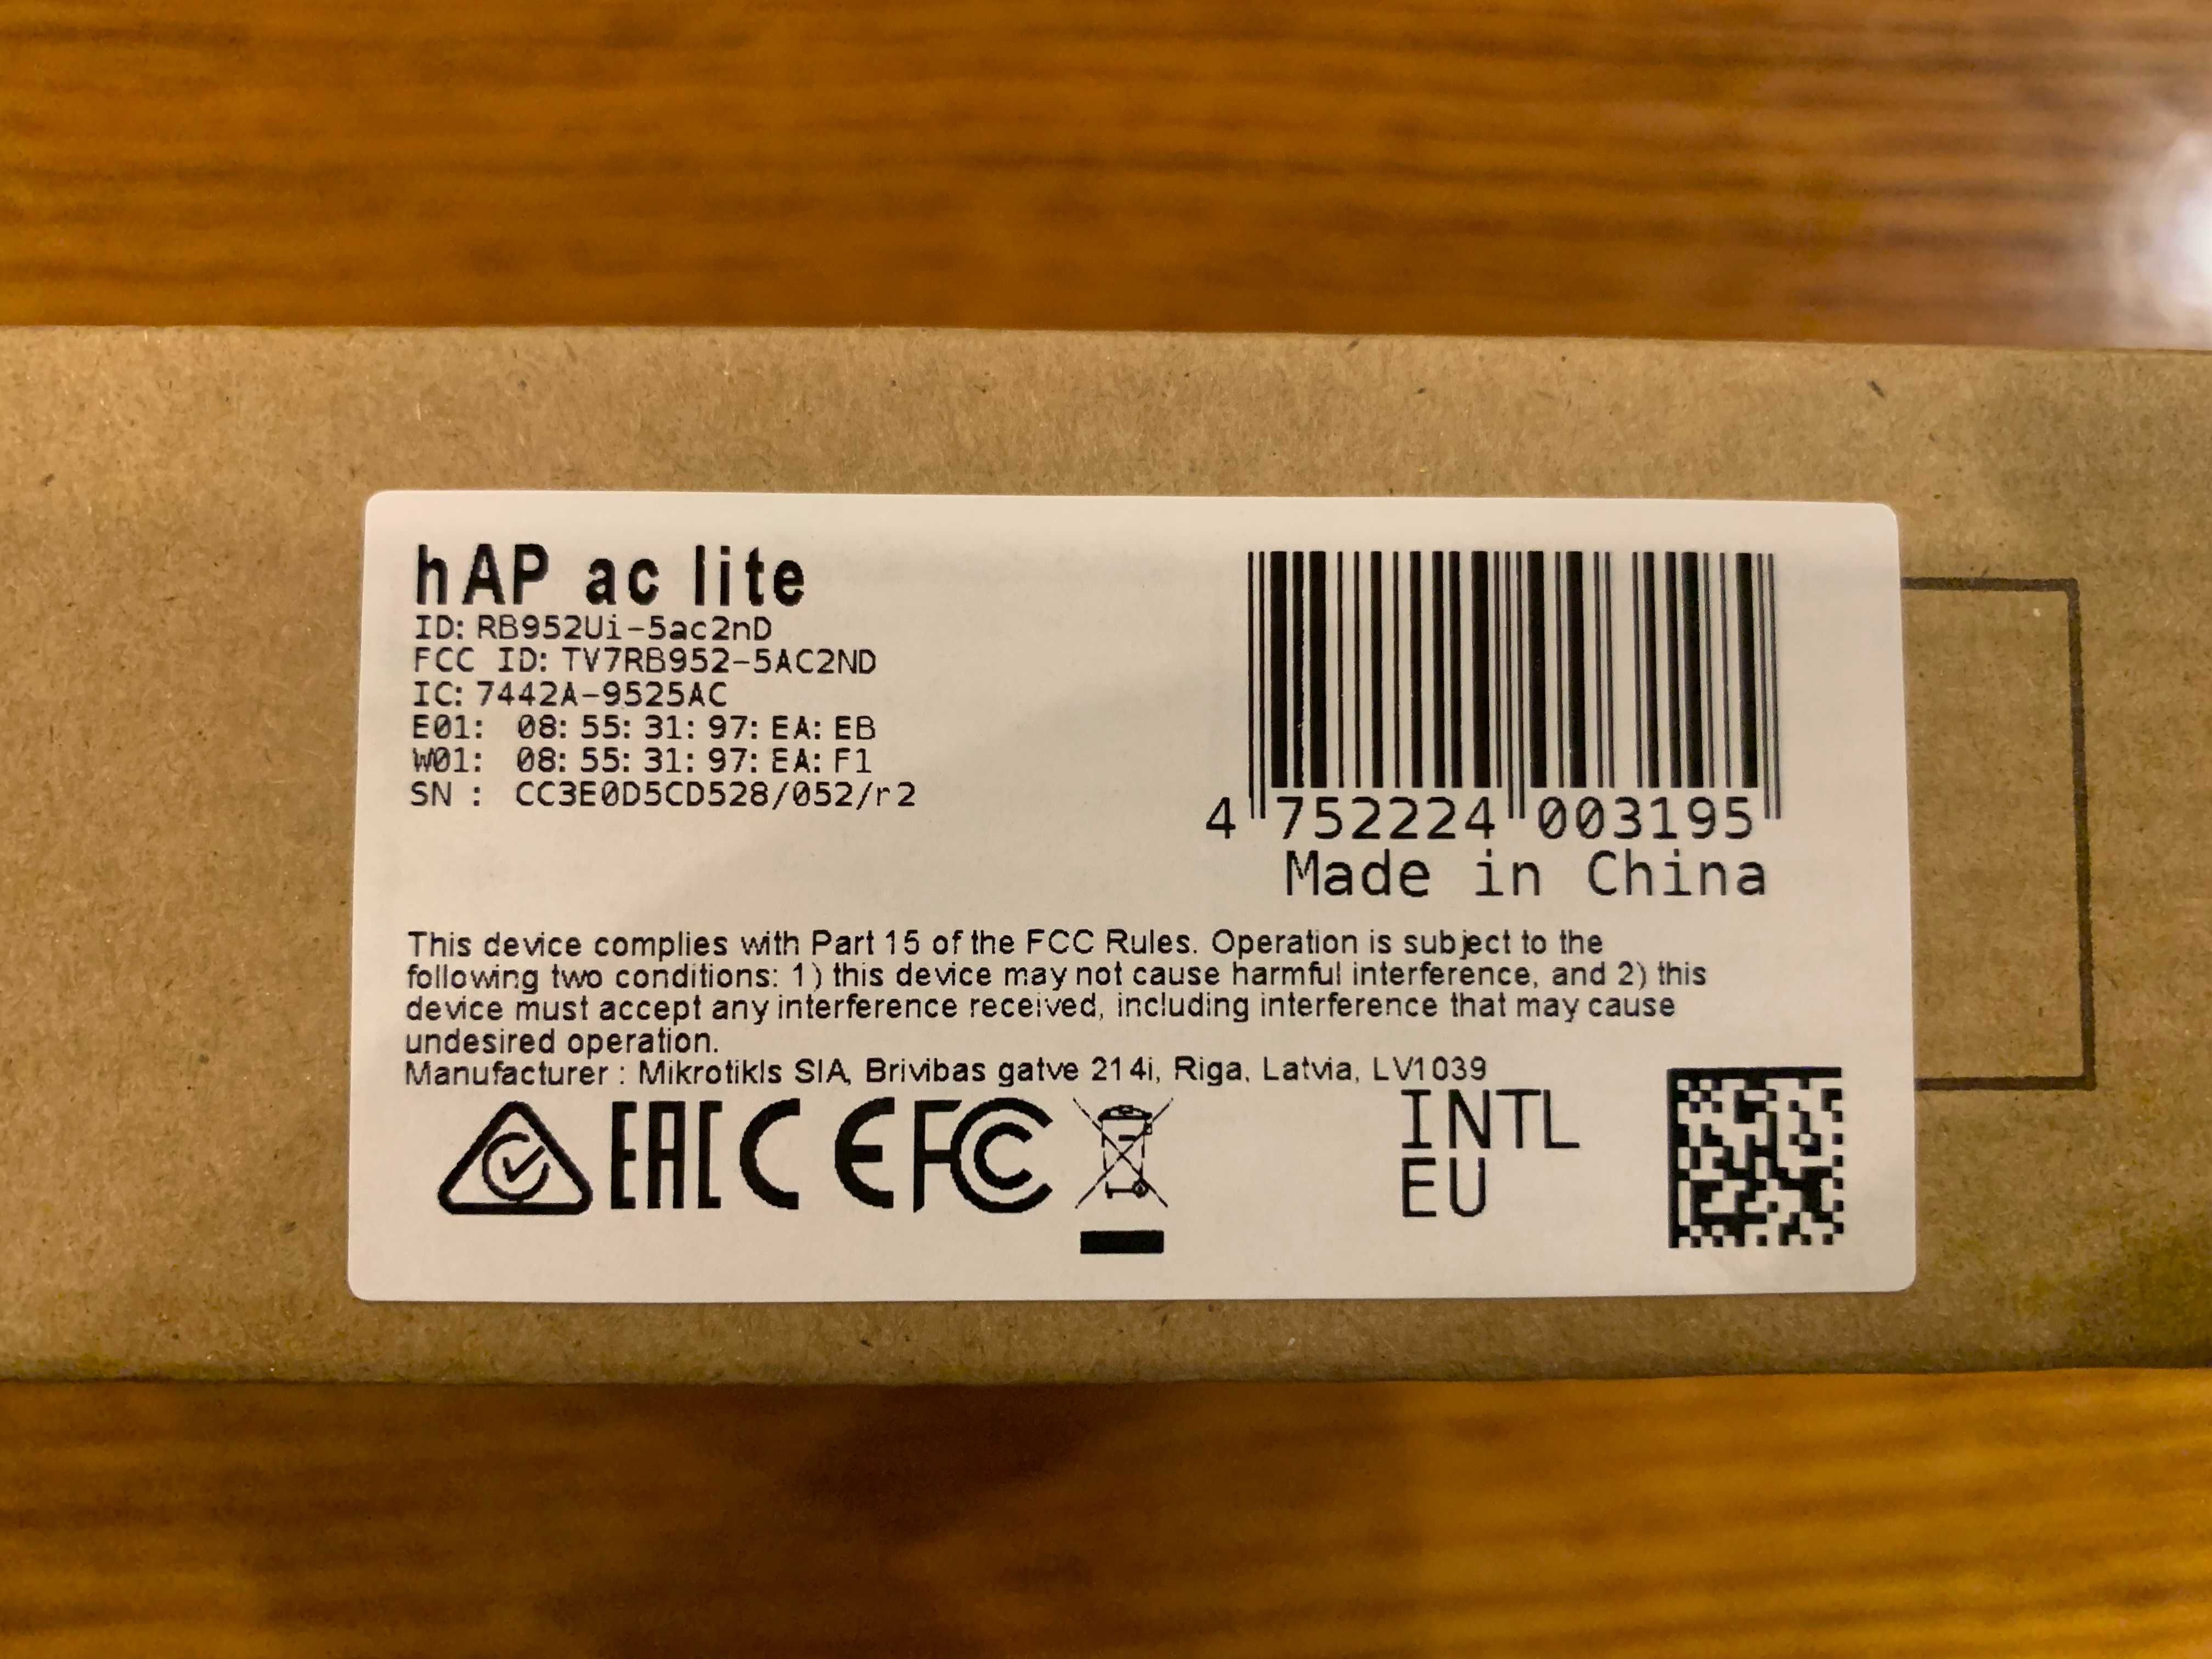 hAP ac lite
ID: RB952Ui-5ac2nD
FCC ID: TV7RB952-5AC2ND
IC: 7442A-9525AC
E01: 08:55:31:97:EA:EB
W01: 08:55:31:97:EA:F1
SN : CC3E0D5CD528/052/r2
4 752224 003195
Made in China
This device complies with Part 15 of the FCC Rules. Operation is subject to the
following two conditions: 1) this device may not cause harmful interference, and 2) this
device must accept any interference received, including interference that may cause
undesired operation.
Manufacturer : Mikrotikls SIA, Brivibas gatve 214i, Riga, Latvia, LV1039
EAC CE FC
INTL
EU